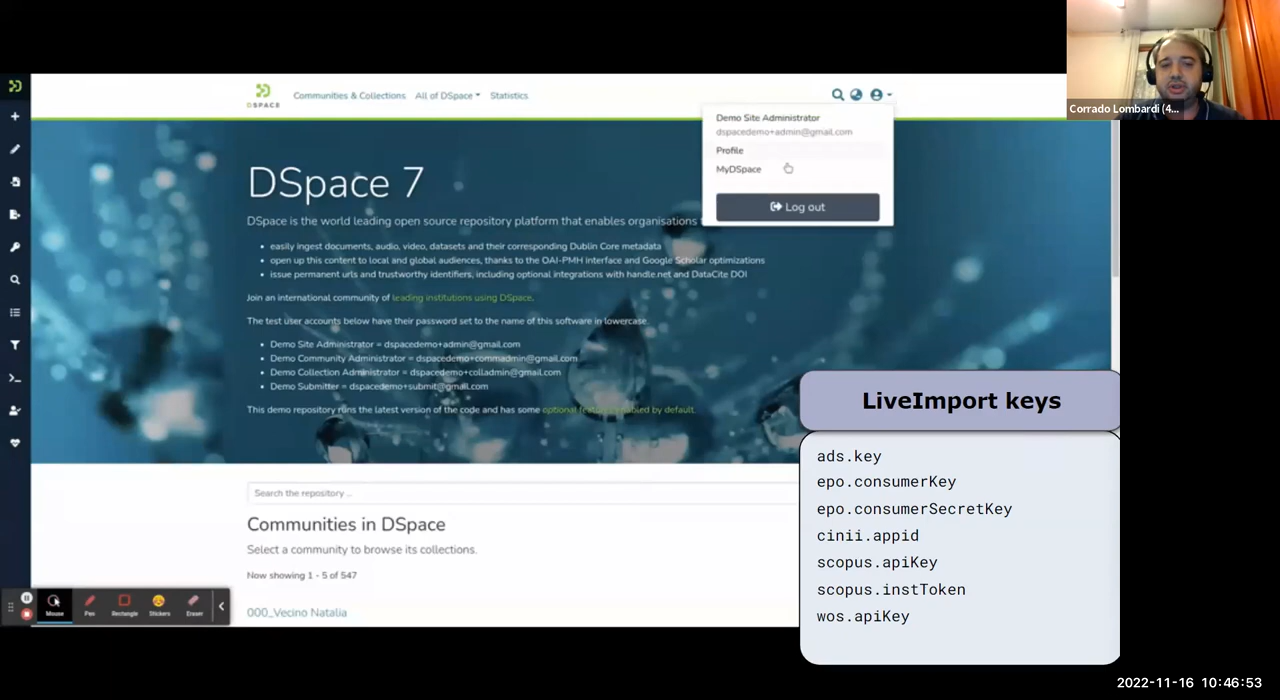 Corrado Lombardi (4...
DSPACE
Communities & Collections All of DSpace Statistics
Demo Site Administrator
dspacedemo+admin@gmail.com
Profile
MyDSpace
Log out
DSpace 7
DSpace is the world leading open source repository platform that enables organisations
easily ingest documents, audio, video, datasets and their corresponding Dublin Core metadata
open up this content to local and global audiences, thanks to the OAI-PMH interface and Google Scholar optimizations
issue permanent urls and trustworthy identifiers, including optional integrations with handle.net and DataCite DOI
Join an international community of leading institutions using DSpace.
The test user accounts below have their password set to the name of this software in lowercase.
Demo Site Administrator = dspacedemo+admin@gmail.com
Demo Community Administrator = dspacedemo+commadmin@gmail.com
Demo Collection Administrator = dspacedemo+colladmin@gmail.com
Demo Submitter = dspacedemo+submit@gmail.com
This demo repository runs the latest version of the code and has some optional features enabled by default.
Search the repository ...
Communities in DSpace
Select a community to browse its collections.
Now showing 1 - 5 of 547
000_Vecino Natalia
Mouse Pen Rectangle Stickers Eraser
LiveImport keys
ads.key
epo.consumerKey
epo.consumerSecretKey
cinii.appid
scopus.apiKey
scopus.instToken
wos.apiKey
2022-11-16 10:46:53